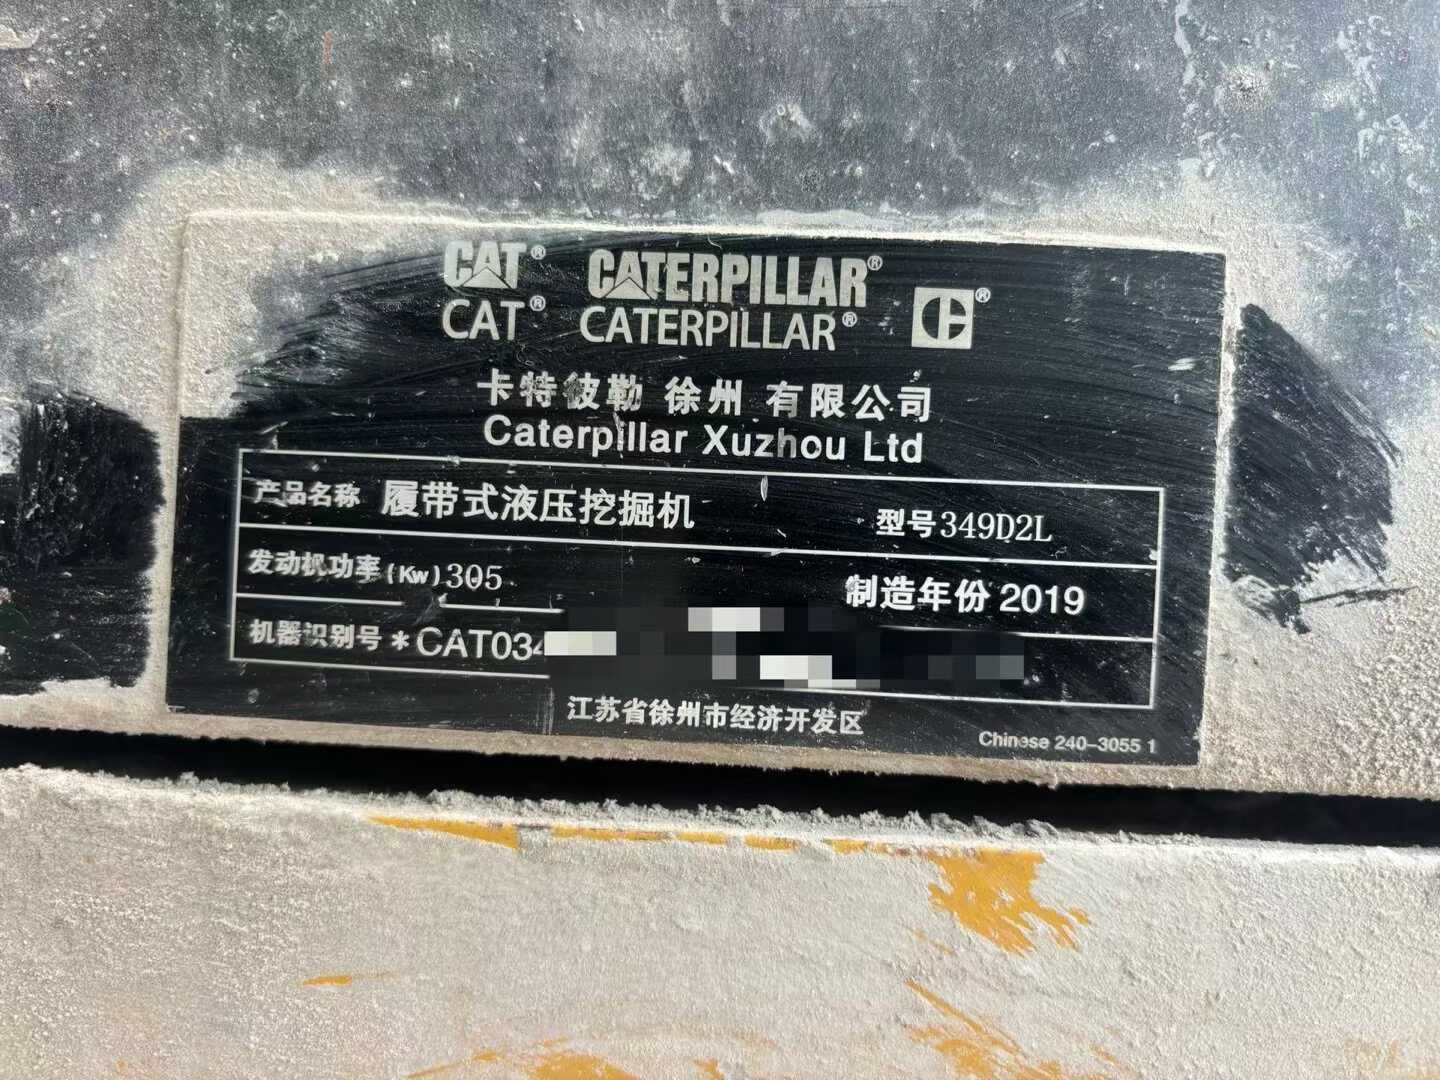 CAT® CATERPILLAR®
CAT® CATERPILLAR® C®
卡特彼勒 徐州 有限公司
Caterpillar Xuzhou Ltd
产品名称 履带式液压挖掘机 型号349D2L
发动机功率(Kw)305 制造年份 2019
机器识别号 *CAT034
江苏省徐州市经济开发区
Chinese 240-3055 1